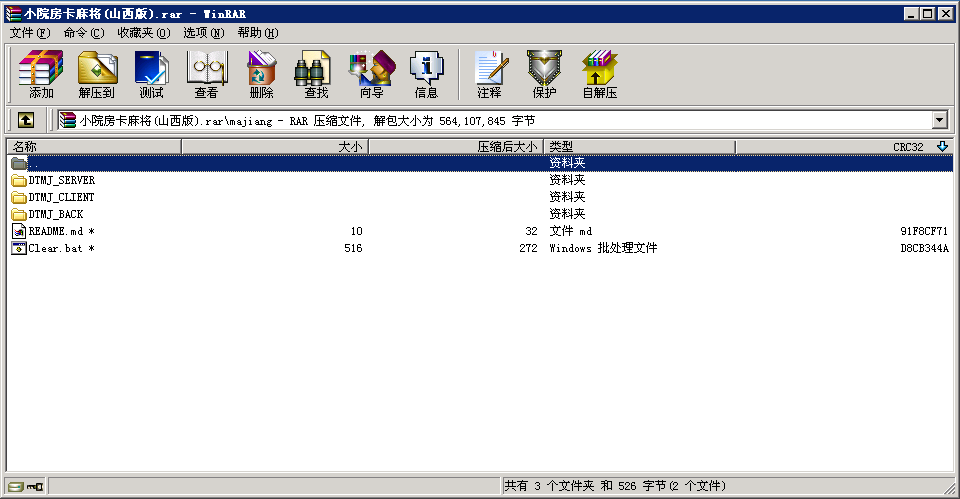 小院房卡麻将(山西版).rar - WinRAR
文件(F) 命令(C) 收藏夹(O) 选项(N) 帮助(H)
添加 解压到 测试 查看 删除 查找 向导 信息 注释 保护 自解压
小院房卡麻将(山西版).rar\majiang - RAR 压缩文件, 解包大小为 564,107,845 字节
名称 大小 压缩后大小 类型 CRC32
.. 资料夹
DTMJ_SERVER 资料夹
DTMJ_CLIENT 资料夹
DTMJ_BACK 资料夹
README.md * 10 32 文件 md 91F8CF71
Clear.bat * 516 272 Windows 批处理文件 D8CB344A
共有 3 个文件夹 和 526 字节(2 个文件)